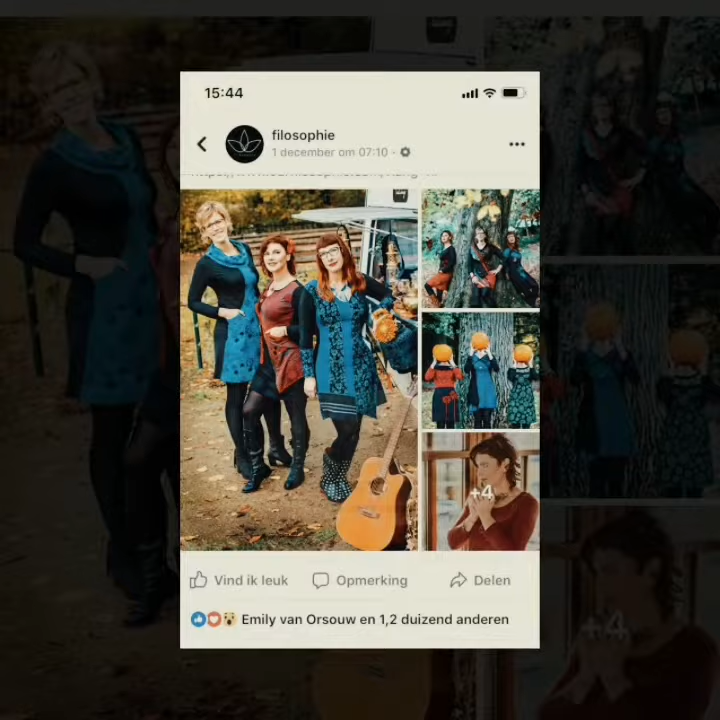 15:44
filosophie
1 december om 07:10 ·
+4
Vind ik leuk
Opmerking
Delen
Emily van Orsouw en 1,2 duizend anderen
+4